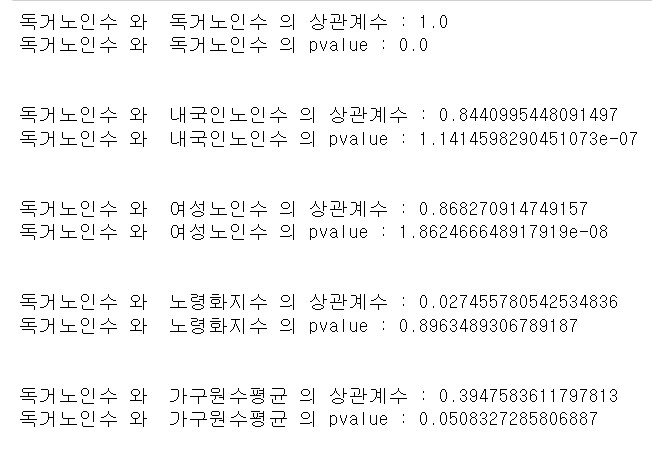 독거노인수 와  독거노인수 의 상관계수 : 1.0
독거노인수 와  독거노인수 의 pvalue : 0.0
독거노인수 와  내국인노인수 의 상관계수 : 0.8440995448091497
독거노인수 와  내국인노인수 의 pvalue : 1.1414598290451073e-07
독거노인수 와  여성노인수 의 상관계수 : 0.868270914749157
독거노인수 와  여성노인수 의 pvalue : 1.862466648917919e-08
독거노인수 와  노령화지수 의 상관계수 : 0.027455780542534836
독거노인수 와  노령화지수 의 pvalue : 0.8963489306789187
독거노인수 와  가구원수평균 의 상관계수 : 0.3947583611797813
독거노인수 와  가구원수평균 의 pvalue : 0.0508327285806887